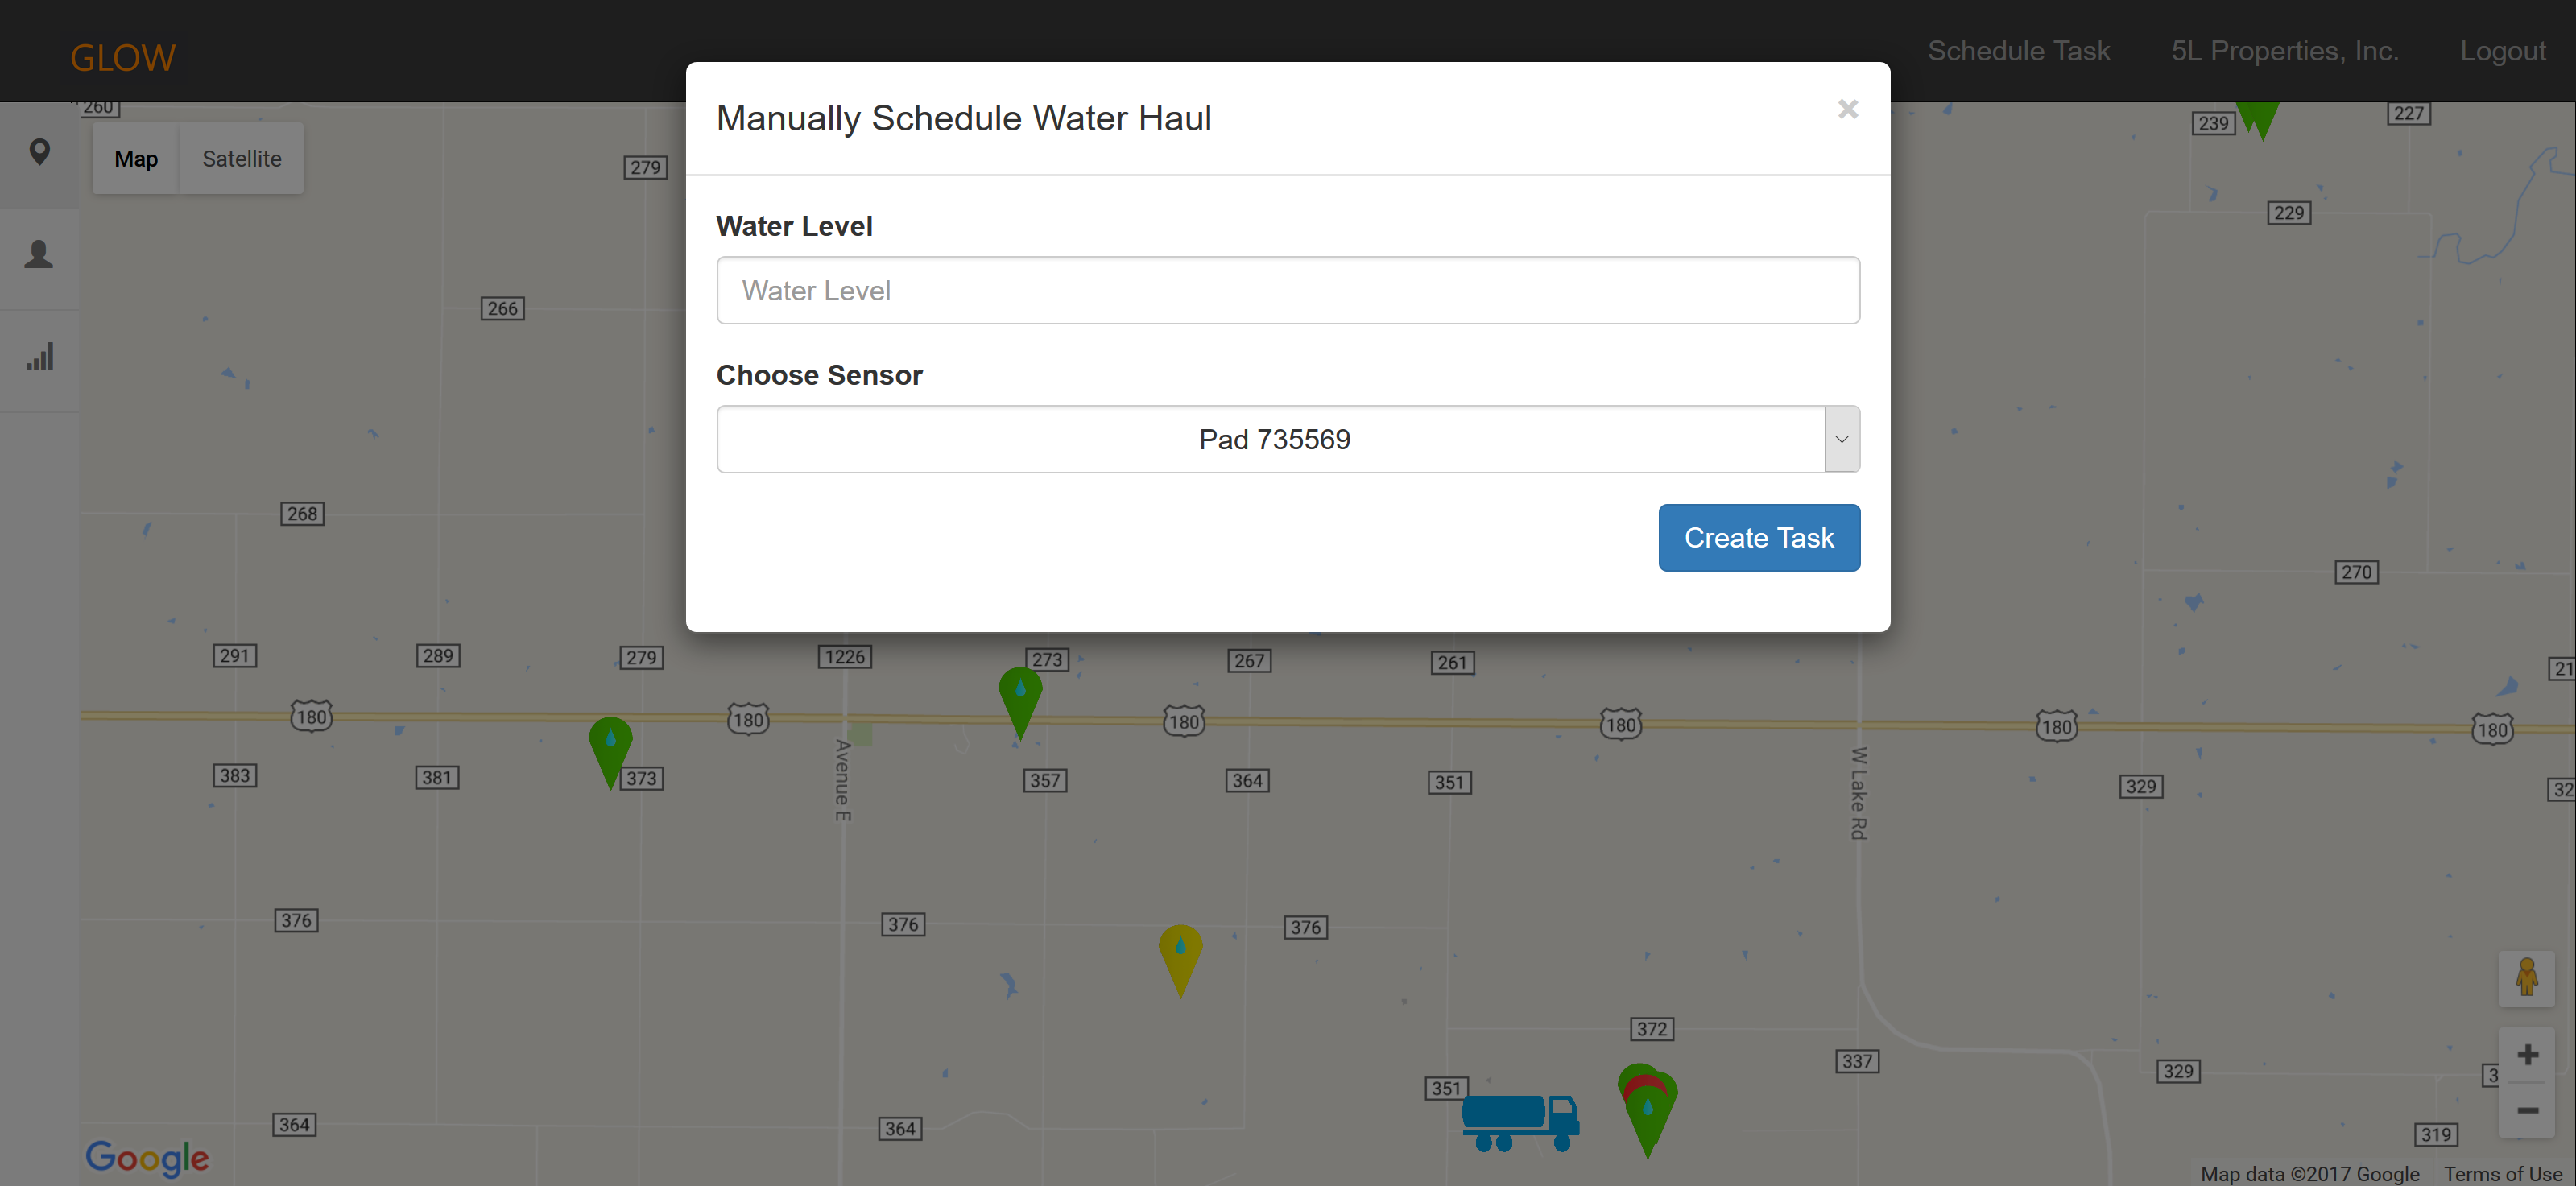 GLOW
Schedule Task
5L Properties, Inc.
Logout
Manually Schedule Water Haul
×
Water Level
Water Level
Choose Sensor
Pad 735569
Create Task
Map
Satellite
260
279
239
227
229
266
268
270
291
289
279
1226
273
267
261
21
180
180
180
180
180
180
383
381
373
Avenue E
357
364
351
W Lake Rd
329
32
376
376
376
372
337
351
329
3
364
364
319
Google
Map data ©2017 Google
Terms of Use